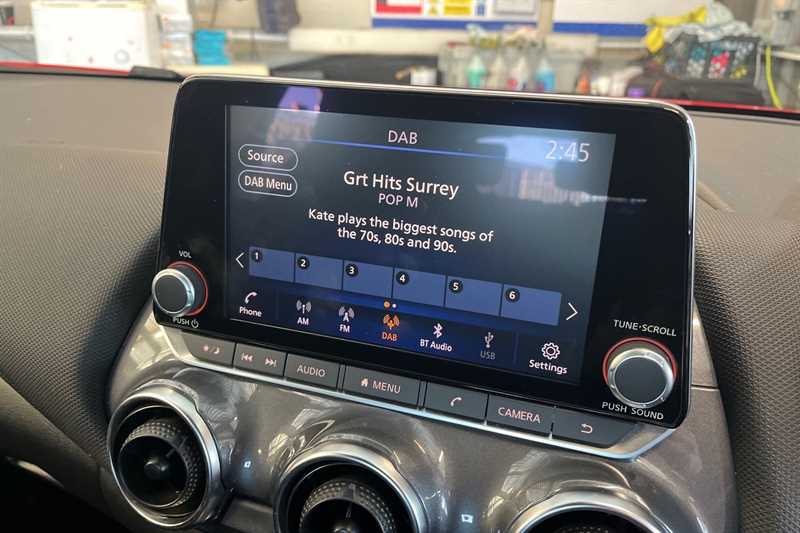 DAB
2:45
Source
DAB Menu
Grt Hits Surrey
POP M
Kate plays the biggest songs of
the 70s, 80s and 90s.
1 2 3 4 5 6
Phone
AM
FM
DAB
BT Audio
USB
Settings
VOL
PUSH
TUNE·SCROLL
PUSH SOUND
AUDIO
MENU
CAMERA